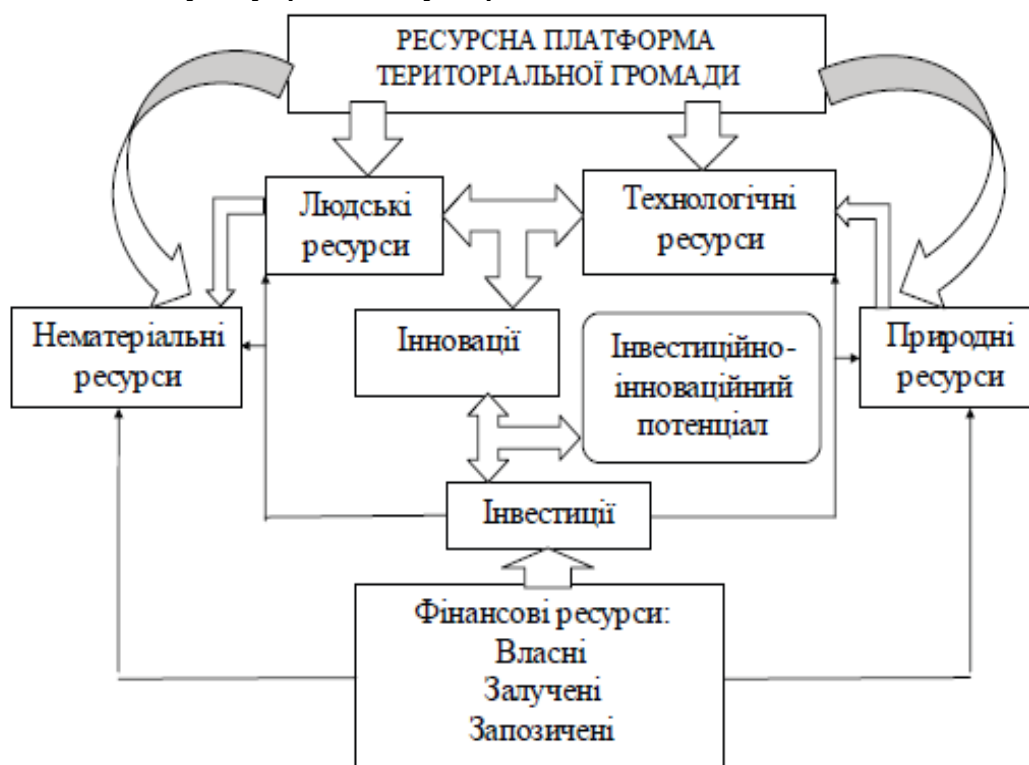 РЕСУРСНА ПЛАТФОРМА
ТЕРИТОРІАЛЬНОЇ ГРОМАДИ
Людські
ресурси
Технологічні
ресурси
Нематеріальні
ресурси
Інновації
Інвестиційно-
інноваційний
потенціал
Природні
ресурси
Інвестиції
Фінансові ресурси:
Власні
Залучені
Запозичені